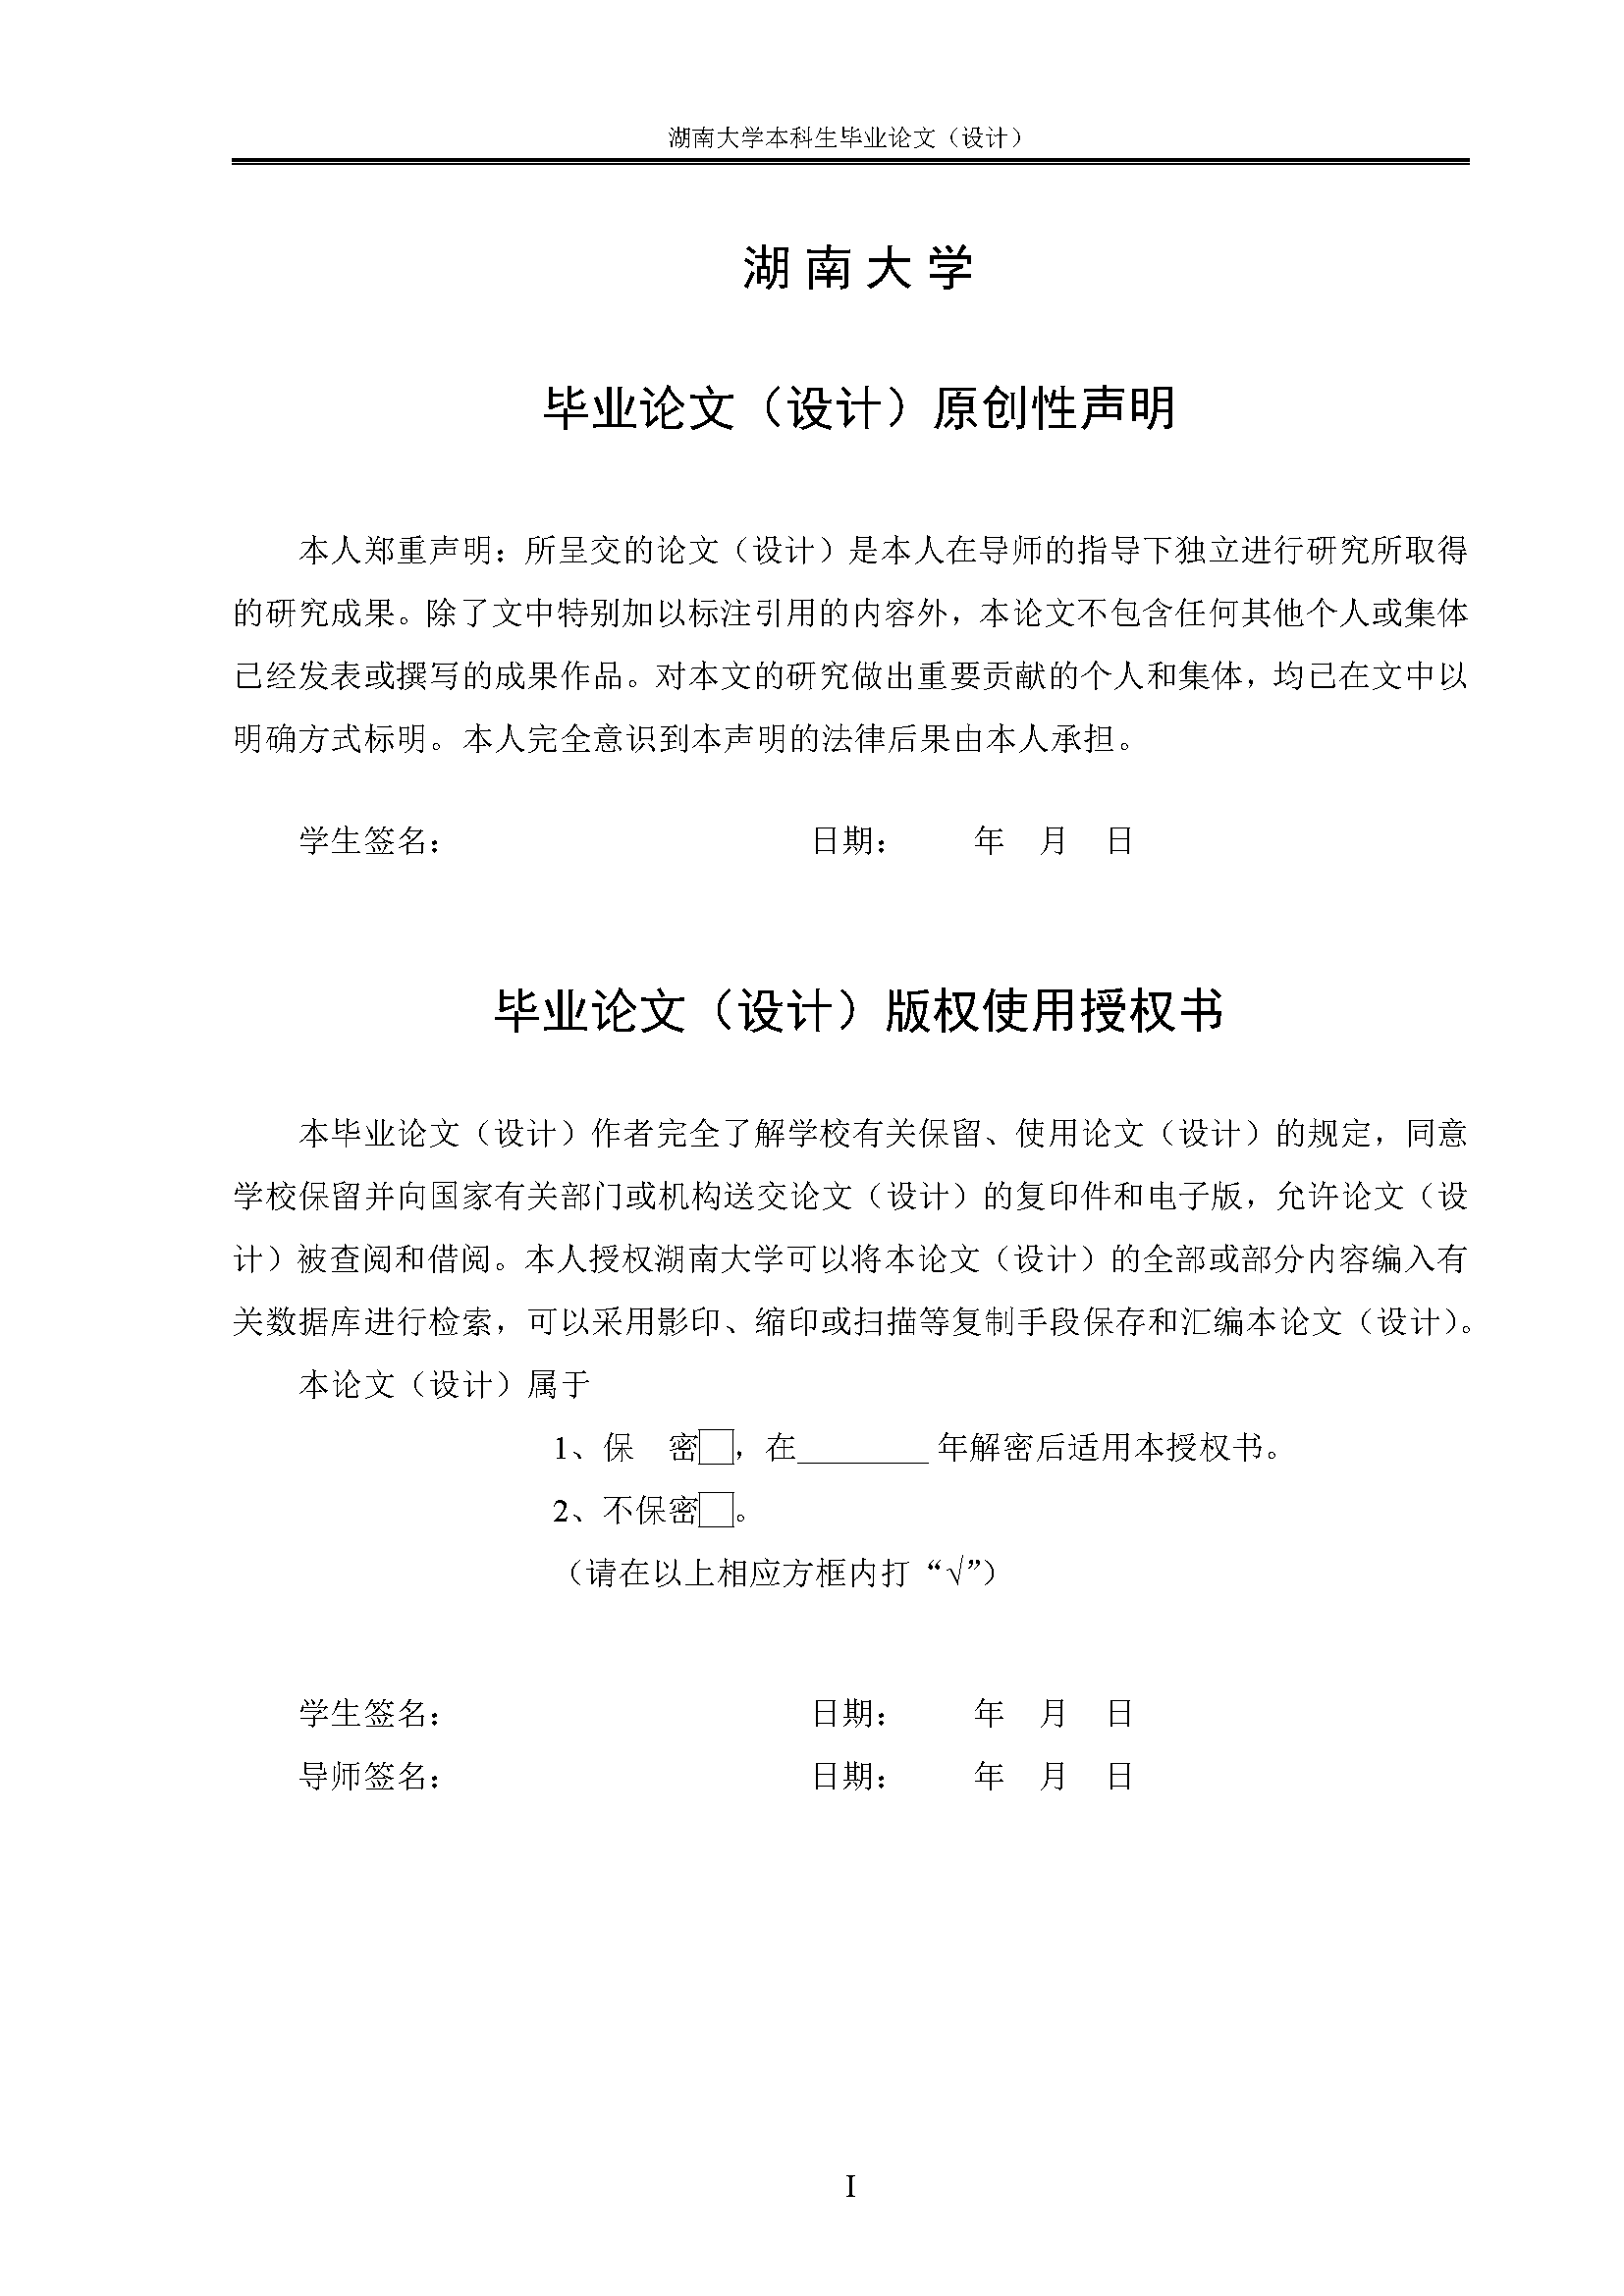 湖南大学本科生毕业论文（设计）
湖 南 大 学
毕业论文（设计）原创性声明
本人郑重声明：所呈交的论文（设计）是本人在导师的指导下独立进行研究所取得
的研究成果。除了文中特别加以标注引用的内容外，本论文不包含任何其他个人或集体
已经发表或撰写的成果作品。对本文的研究做出重要贡献的个人和集体，均已在文中以
明确方式标明。本人完全意识到本声明的法律后果由本人承担。
学生签名：　　　　　　　　　　　日期：　　年　月　日
毕业论文（设计）版权使用授权书
本毕业论文（设计）作者完全了解学校有关保留、使用论文（设计）的规定，同意
学校保留并向国家有关部门或机构送交论文（设计）的复印件和电子版，允许论文（设
计）被查阅和借阅。本人授权湖南大学可以将本论文（设计）的全部或部分内容编入有
关数据库进行检索，可以采用影印、缩印或扫描等复制手段保存和汇编本论文（设计）。
本论文（设计）属于
1、保　密□，在________年解密后适用本授权书。
2、不保密□。
（请在以上相应方框内打“√”）
学生签名：　　　　　　　　　　　日期：　　年　月　日
导师签名：　　　　　　　　　　　日期：　　年　月　日
I